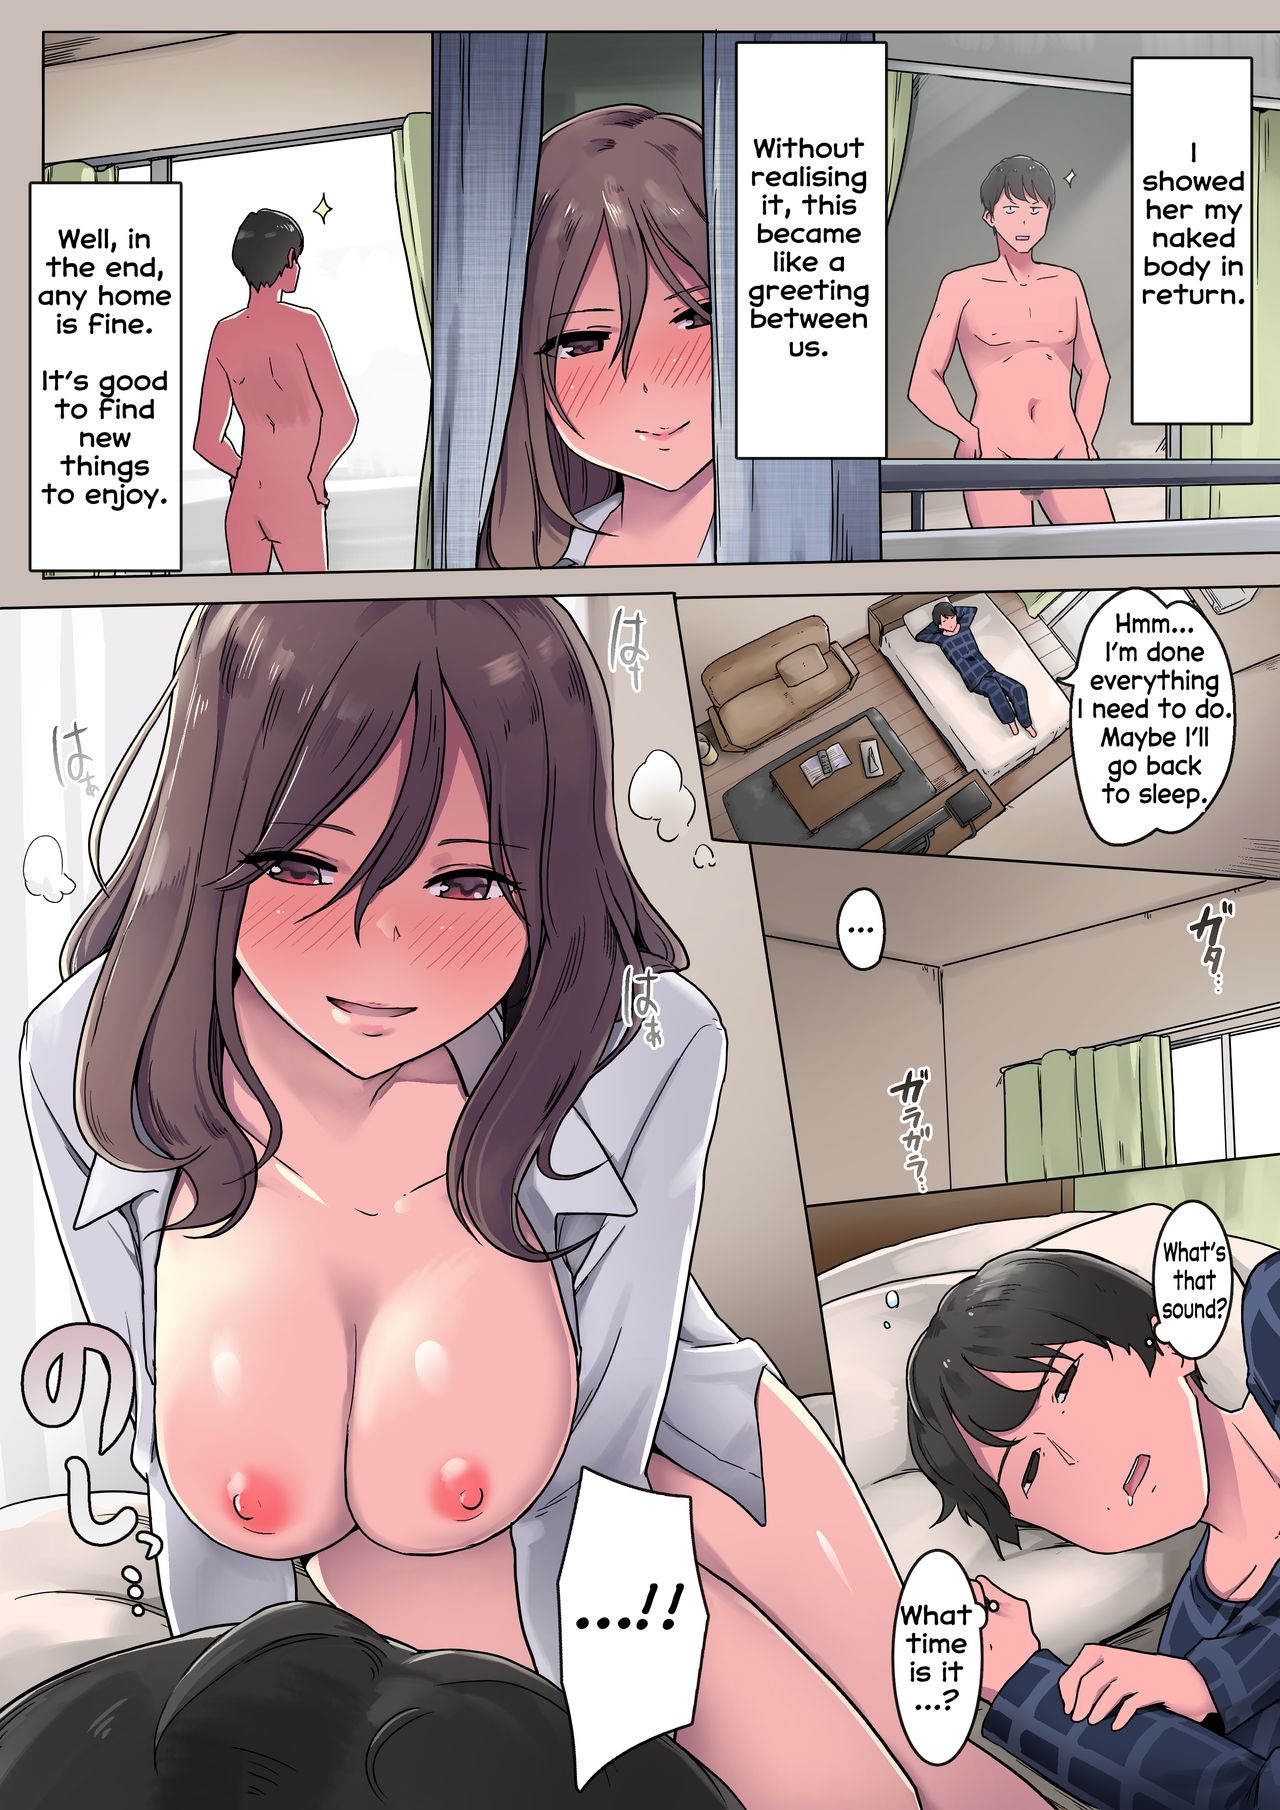 I
showed
her my
naked
body in
return.
Without
realising
it, this
became
like a
greeting
between
us.
Well, in
the end,
any home
is fine.
It's good
to find
new
things
to enjoy.
Hmm...
I'm done
everything
I need to do.
Maybe I'll
go back
to sleep.
...
ガタ…
ガラガラ…
What's
that
sound?
What
time
is it
...?
はぁ
はぁ
はぁ
のしっ…
...!!